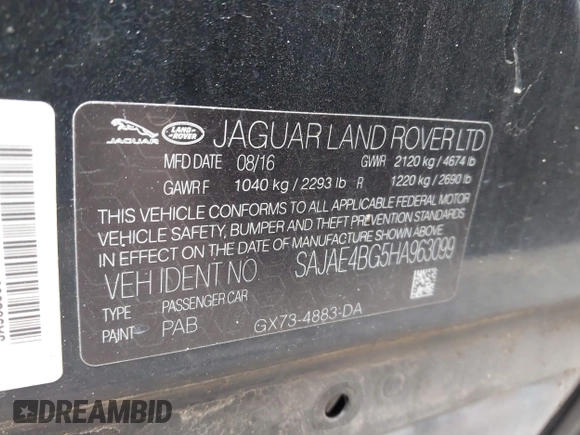 JAGUAR
LAND ROVER
JAGUAR LAND ROVER LTD
MFD DATE 08/16 GWR 2120 kg / 4674 lb
GAWR F 1040 kg / 2293 lb R 1220 kg / 2690 lb
THIS VEHICLE CONFORMS TO ALL APPLICABLE FEDERAL MOTOR
VEHICLE SAFETY, BUMPER AND THEFT PREVENTION STANDARDS
IN EFFECT ON THE DATE OF MANUFACTURE SHOWN ABOVE.
VEH IDENT NO SAJAE4BG5HA963099
TYPE PASSENGER CAR
PAINT PAB
GX73-4883-DA
DREAMBID